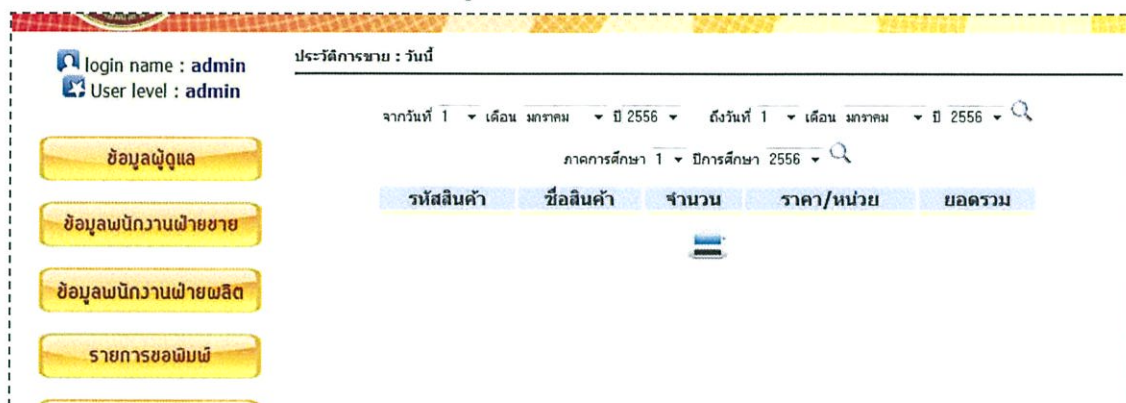 login name : admin
User level : admin
ประวัติการขาย : วันนี้
จากวันที่ 1 เดือน มกราคม ปี 2556 ถึงวันที่ 1 เดือน มกราคม ปี 2556
ภาคการศึกษา 1 ปีการศึกษา 2556
รหัสสินค้า ชื่อสินค้า จำนวน ราคา/หน่วย ยอดรวม
ข้อมูลผู้ดูแล
ข้อมูลพนักงานฝ่ายขาย
ข้อมูลพนักงานฝ่ายผลิต
รายการขอพิมพ์